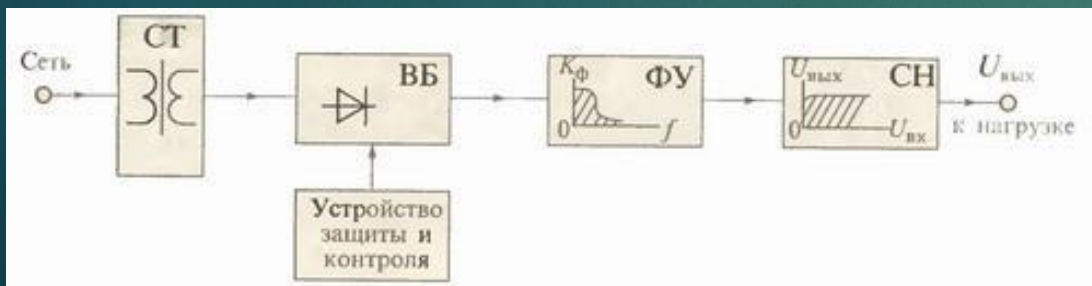 Сеть
СТ
ВБ
Устройство
защиты и
контроля
Kф
ФУ
0
f
Uвых
СН
0
Uвх
Uвых
к нагрузке